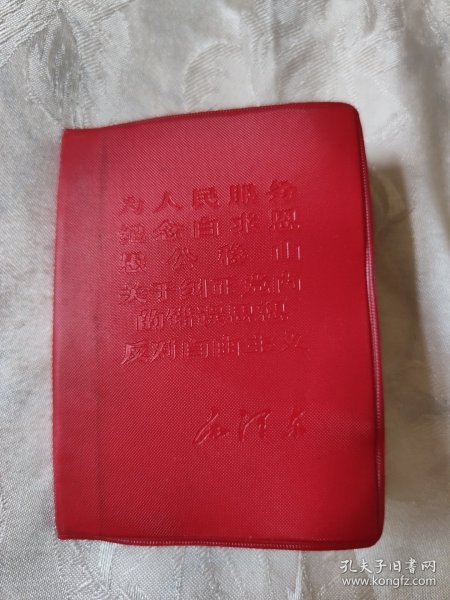 为人民服务
纪念白求恩
愚公移山
关于纠正党内
的错误思想
反对自由主义
毛泽东
孔夫子旧书网
www.kongfz.com